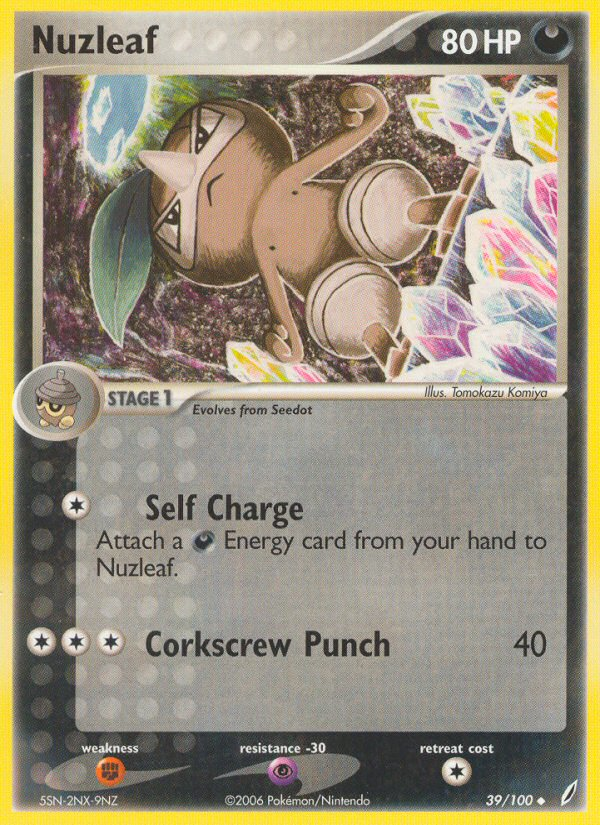 Nuzleaf 80 HP
Illus. Tomokazu Komiya
STAGE 1
Evolves from Seedot
Self Charge
Attach a Energy card from your hand to
Nuzleaf.
Corkscrew Punch 40
weakness resistance -30 retreat cost
5SN-2NX-9NZ ©2006 Pokémon/Nintendo 39/100